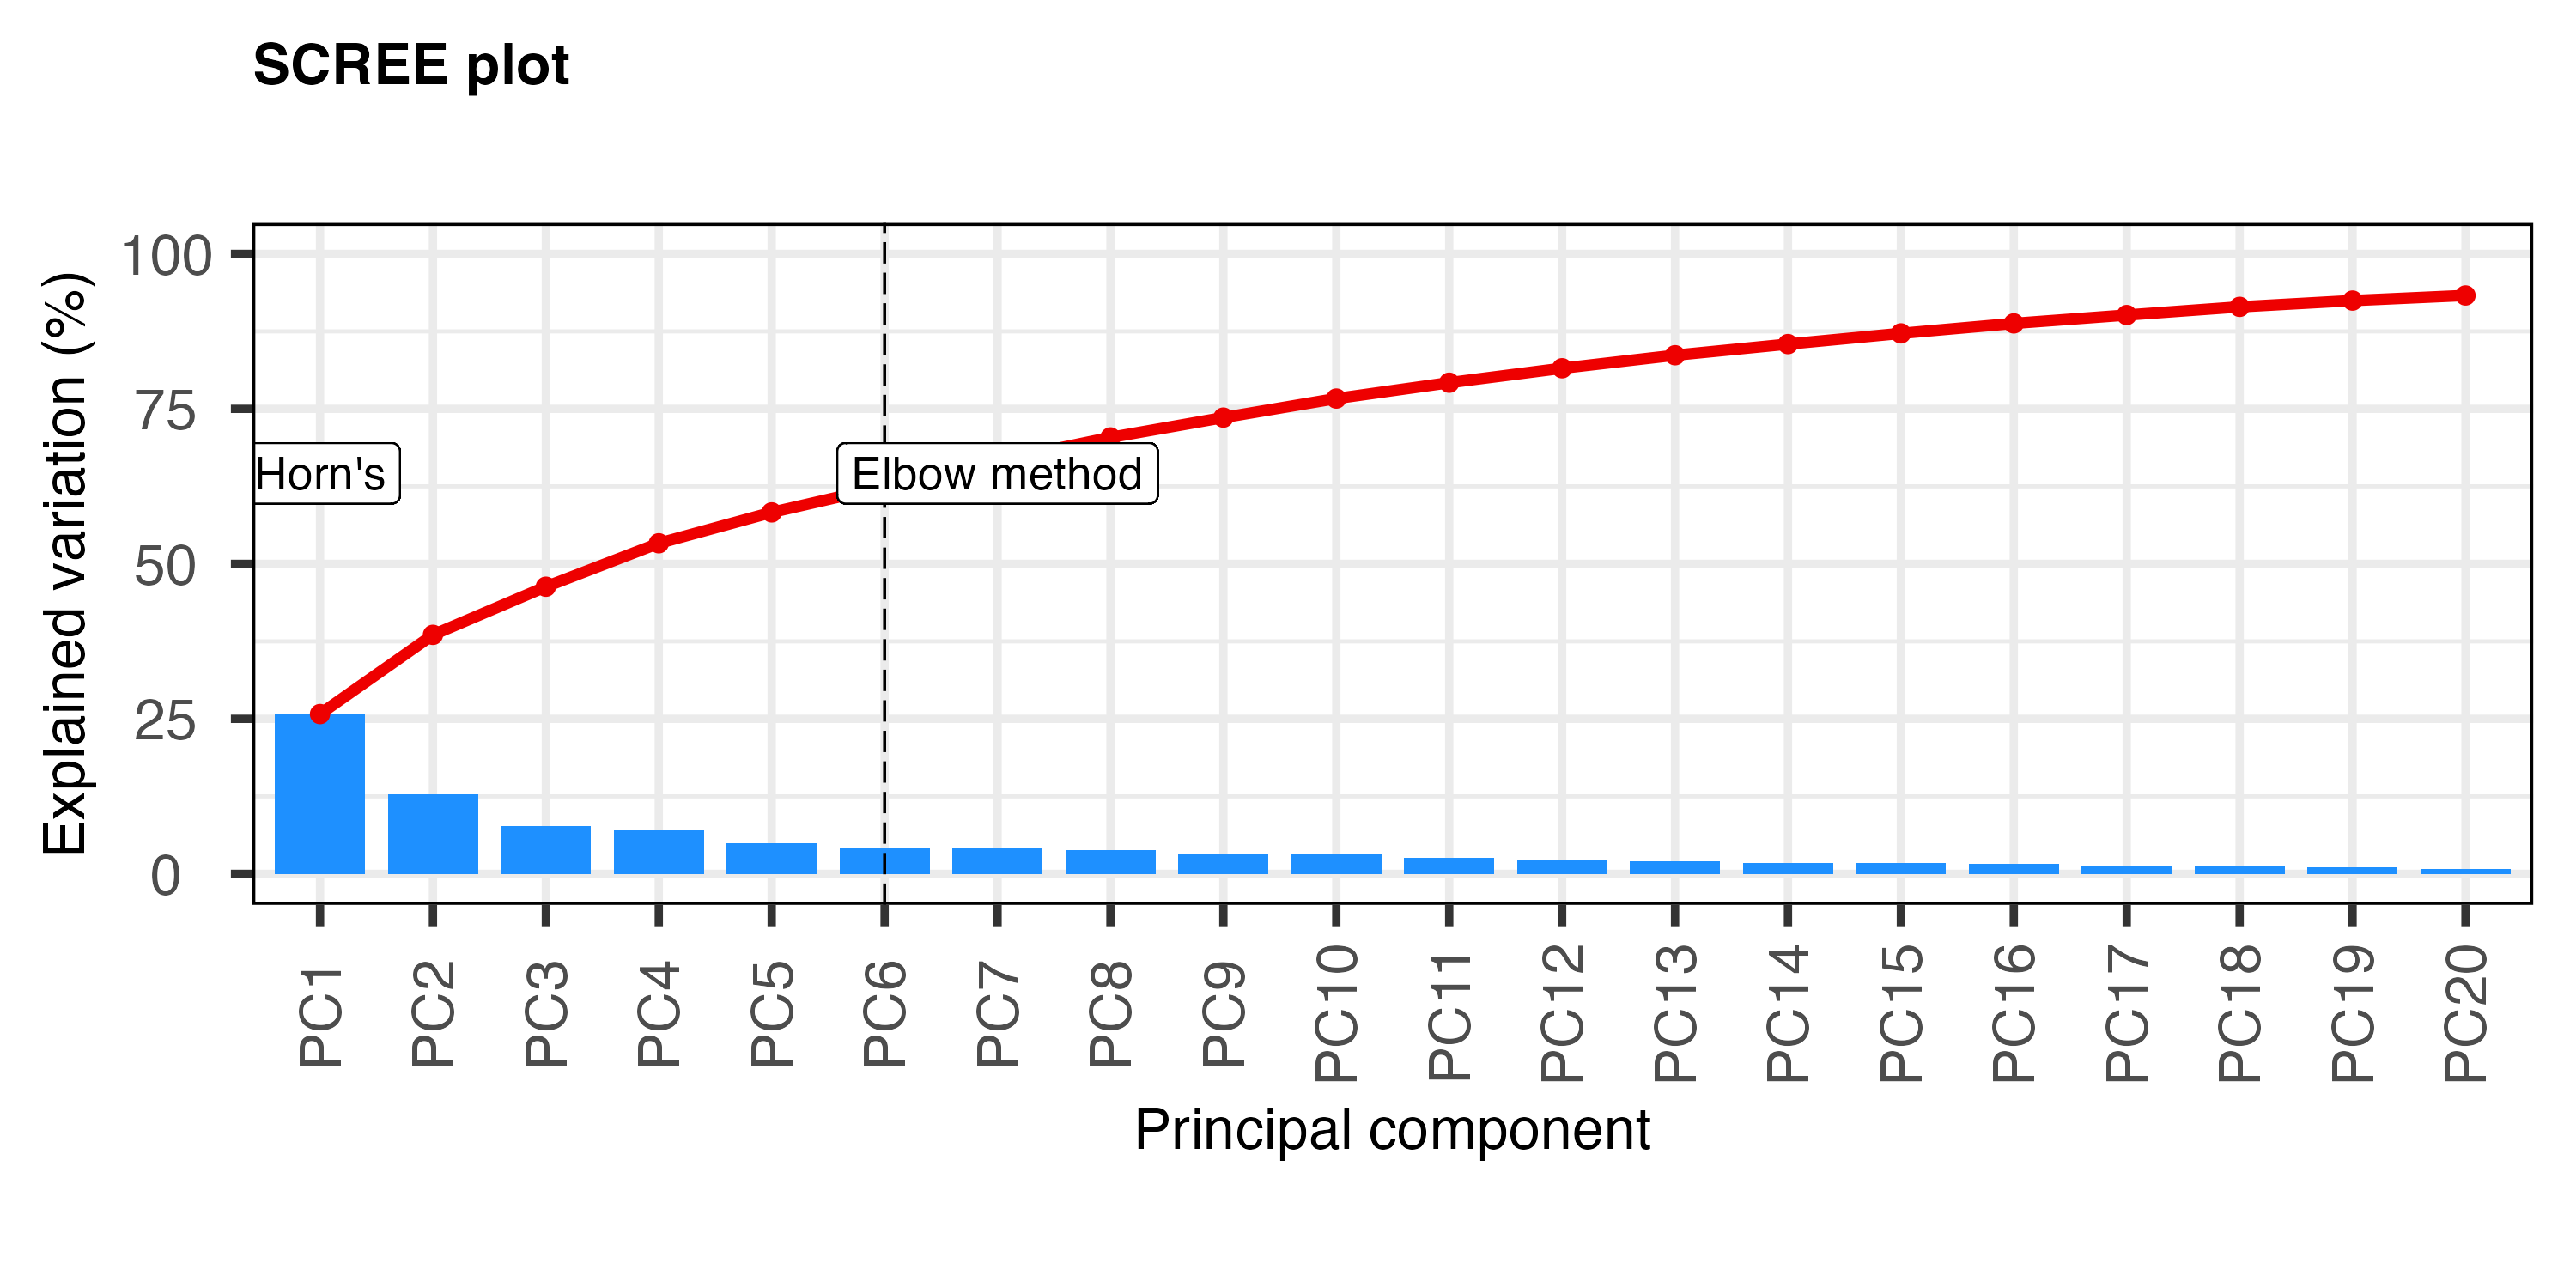 SCREE plot
Explained variation (%)
100
75
50
25
0
Horn's
Elbow method
PC1
PC2
PC3
PC4
PC5
PC6
PC7
PC8
PC9
PC10
PC11
PC12
PC13
PC14
PC15
PC16
PC17
PC18
PC19
PC20
Principal component